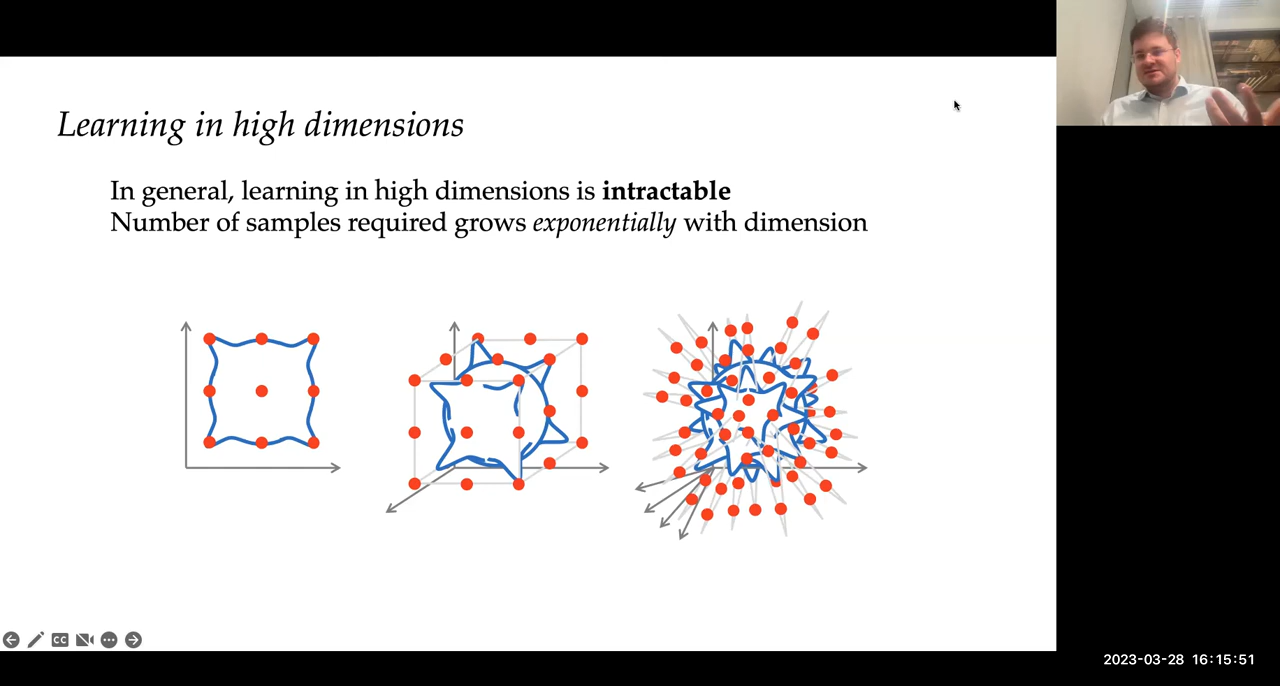 Learning in high dimensions
In general, learning in high dimensions is intractable
Number of samples required grows exponentially with dimension
CC
2023-03-28 16:15:51